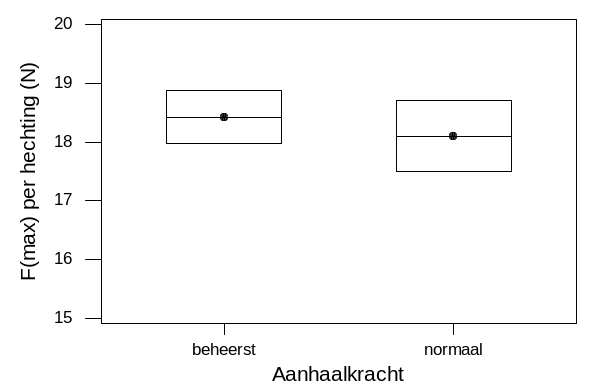 F(max) per hechting (N)
20
19
18
17
16
15
beheerst normaal
Aanhaalkracht